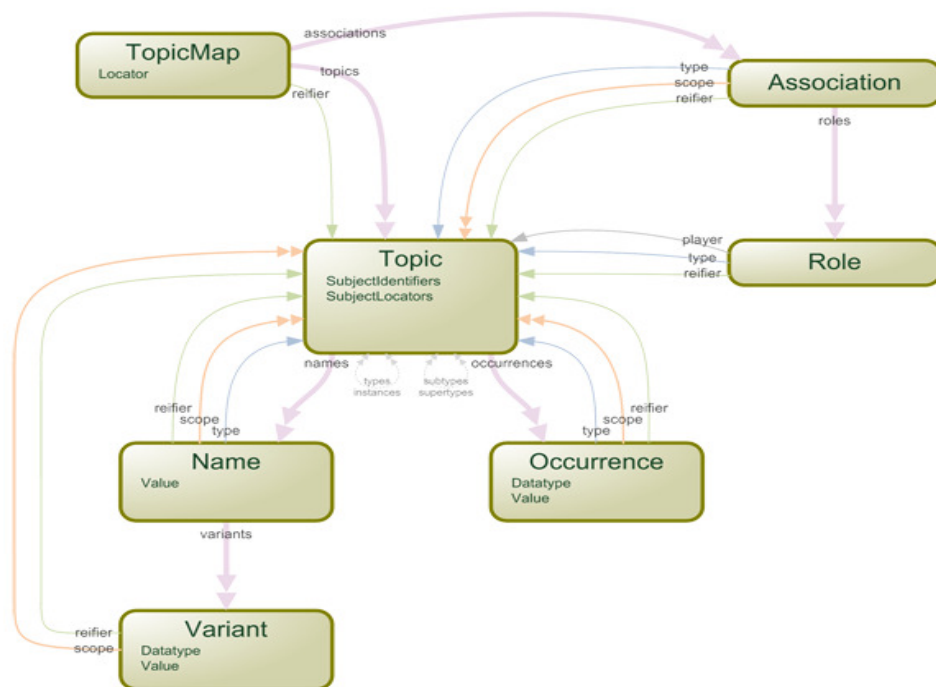 associations
TopicMap
Locator
topics
reifier
type
scope
reifier
Association
roles
player
type
reifier
Role
Topic
SubjectIdentifiers
SubjectLocators
names
types
instances
subtypes
supertypes
occurrences
reifier
scope
type
reifier
scope
type
Name
Value
Occurrence
Datatype
Value
variants
reifier
scope
Variant
Datatype
Value